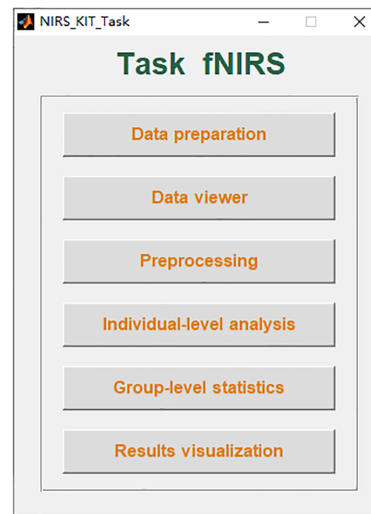 NIRS_KIT_Task
Task fNIRS
Data preparation
Data viewer
Preprocessing
Individual-level analysis
Group-level statistics
Results visualization